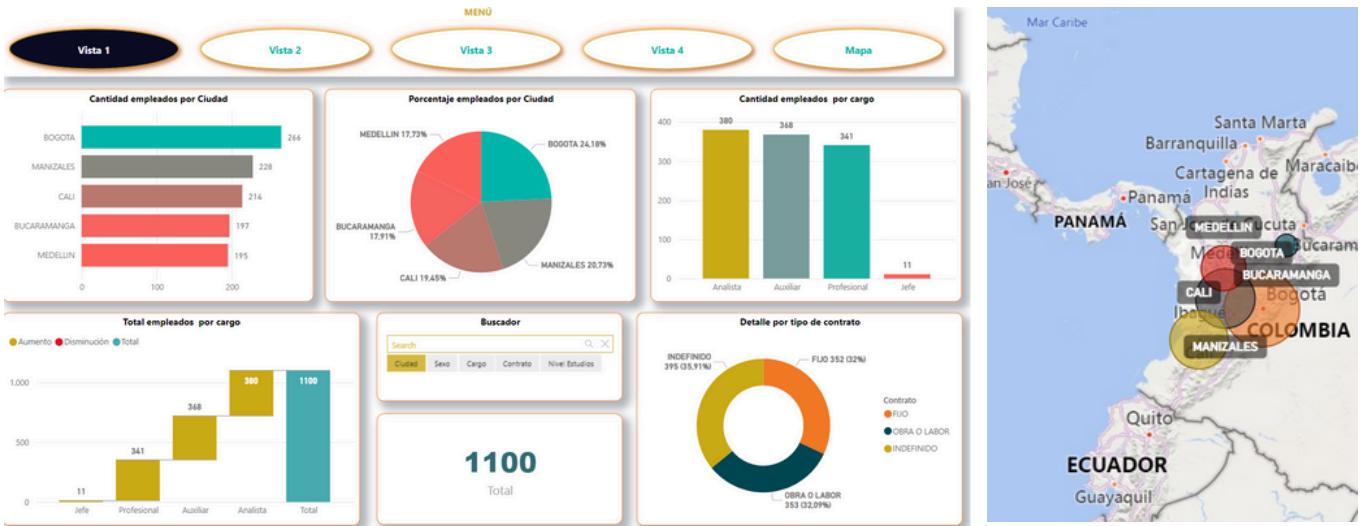 MENÚ
Vista 1
Vista 2
Vista 3
Vista 4
Mapa
Cantidad empleados por Ciudad
BOGOTA
266
MANIZALES
228
CALI
214
BUCARAMANGA
197
MEDELLIN
195
0
100
200
Porcentaje empleados por Ciudad
MEDELLIN 17,73%
BOGOTA 24,18%
BUCARAMANGA
17,91%
CALI 19,45%
MANIZALES 20,73%
Cantidad empleados por cargo
400
300
200
100
0
380
368
341
11
Analista
Auxiliar
Profesional
Jefe
Total empleados por cargo
Aumento
Disminución
Total
1.000
500
0
11
341
368
380
1100
Jefe
Profesional
Auxiliar
Analista
Total
Buscador
Search
Ciudad
Sexo
Cargo
Contrato
Nivel Estudios
1100
Total
Detalle por tipo de contrato
INDEFINIDO
395 (35,91%)
FIJO 352 (32%)
OBRA O LABOR
353 (32,09%)
Contrato
FIJO
OBRA O LABOR
INDEFINIDO
Mar Caribe
Santa Marta
Barranquilla
Cartagena de
Indias
Maracaibo
an José
Panamá
PANAMÁ
San
MEDELLIN
cuta
Mede
BOGOTA
Bucaram
BUCARAMANGA
CALI
Bogotá
Ibagué
COLOMBIA
MANIZALES
Quito
ECUADOR
Guayaquil